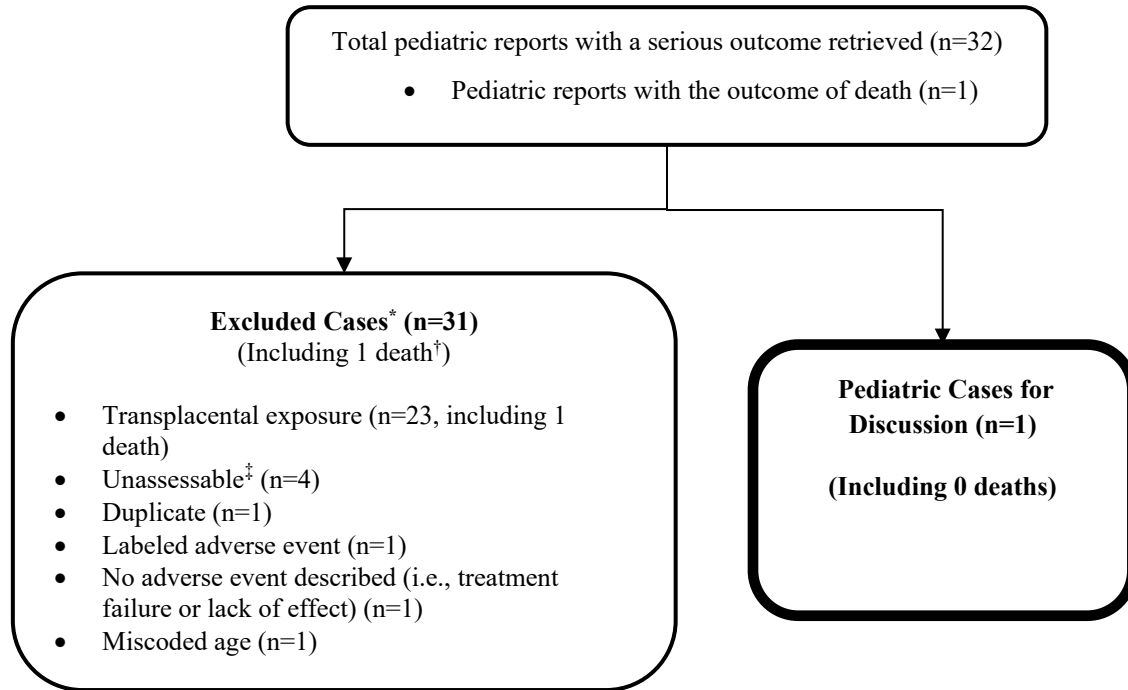 Total pediatric reports with a serious outcome retrieved (n=32)
• Pediatric reports with the outcome of death (n=1)
Excluded Cases* (n=31)
(Including 1 death†)
• Transplacental exposure (n=23, including 1
death)
• Unassessable‡ (n=4)
• Duplicate (n=1)
• Labeled adverse event (n=1)
• No adverse event described (i.e., treatment
failure or lack of effect) (n=1)
• Miscoded age (n=1)
Pediatric Cases for
Discussion (n=1)
(Including 0 deaths)